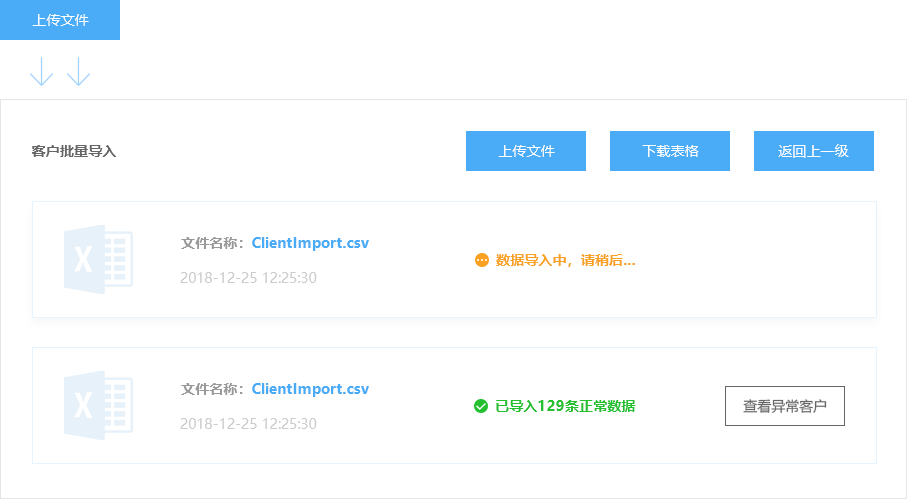 上传文件
客户批量导入
上传文件
下载表格
返回上一级
文件名称：ClientImport.csv
2018-12-25 12:25:30
数据导入中，请稍后...
文件名称：ClientImport.csv
2018-12-25 12:25:30
已导入129条正常数据
查看异常客户